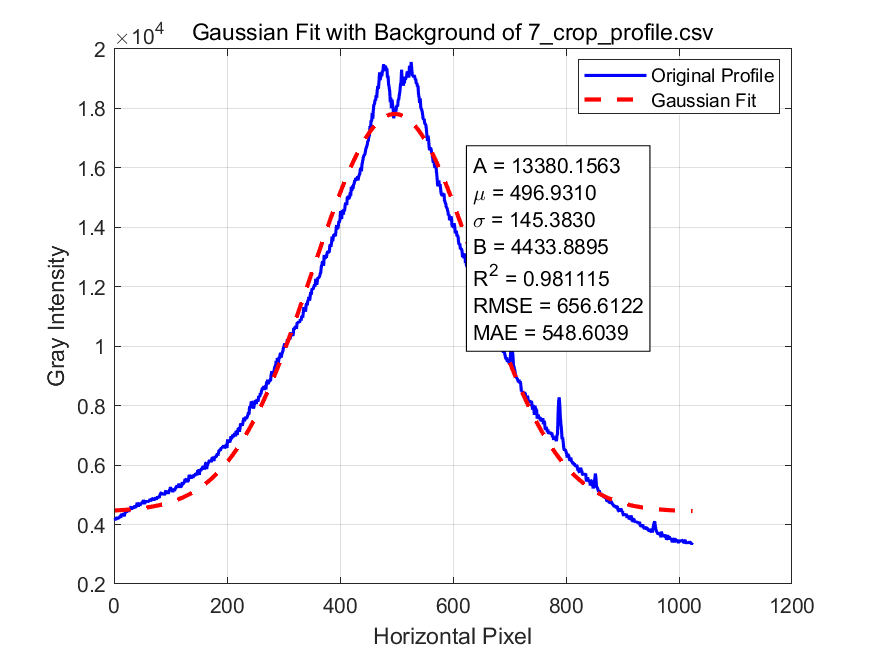 ×10^4
Gaussian Fit with Background of 7_crop_profile.csv
Original Profile
Gaussian Fit
A = 13380.1563
μ = 496.9310
σ = 145.3830
B = 4433.8895
R^2 = 0.981115
RMSE = 656.6122
MAE = 548.6039
2
1.8
1.6
1.4
1.2
1
0.8
0.6
0.4
0.2
Gray Intensity
0 200 400 600 800 1000 1200
Horizontal Pixel